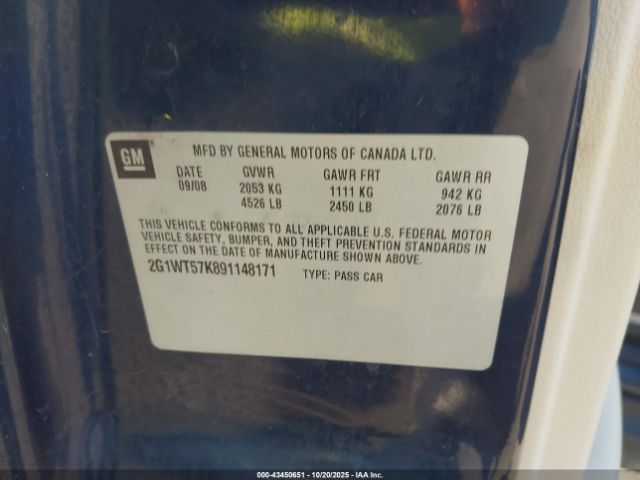 GM
MFD BY GENERAL MOTORS OF CANADA LTD.
DATE GVWR GAWR FRT GAWR RR
09/08 2053 KG 1111 KG 942 KG
4526 LB 2450 LB 2076 LB
THIS VEHICLE CONFORMS TO ALL APPLICABLE U.S. FEDERAL MOTOR
VEHICLE SAFETY, BUMPER, AND THEFT PREVENTION STANDARDS IN
EFFECT ON THE DATE OF MANUFACTURE SHOWN ABOVE.
2G1WT57K891148171 TYPE: PASS CAR
000-43450651 - 10/20/2025 - IAA Inc.